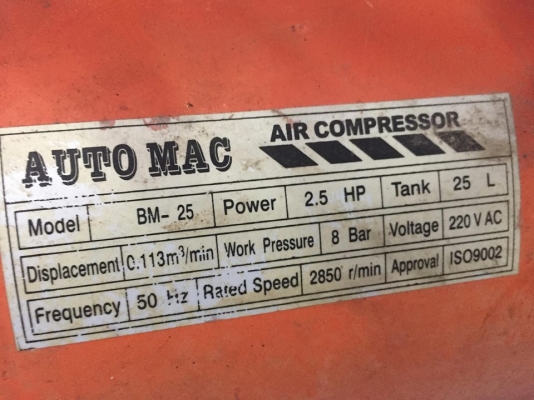 AUTO MAC AIR COMPRESSOR
Model BM- 25 Power 2.5 HP Tank 25 L
Displacement 0.113m³/min Work Pressure 8 Bar Voltage 220 V AC
Frequency 50 Hz Rated Speed 2850 r/min Approval ISO9002